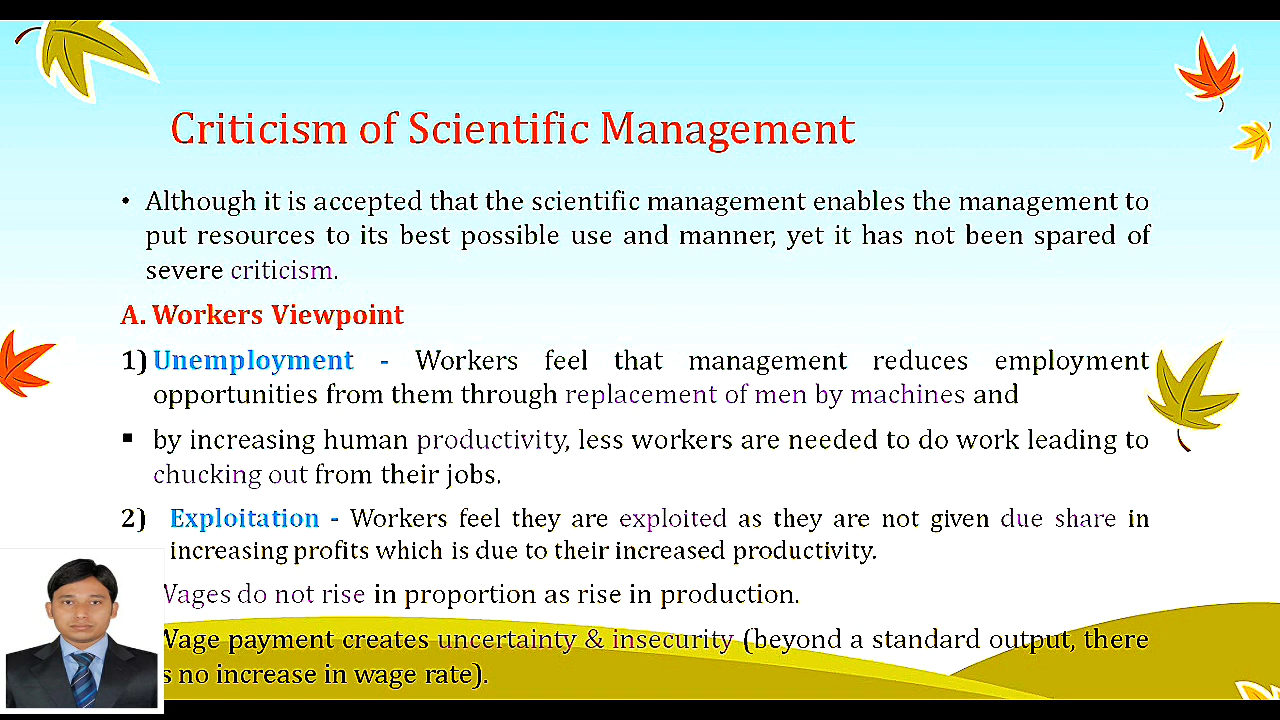 Criticism of Scientific Management
• Although it is accepted that the scientific management enables the management to
put resources to its best possible use and manner, yet it has not been spared of
severe criticism.
A. Workers Viewpoint
1) Unemployment - Workers feel that management reduces employment
opportunities from them through replacement of men by machines and
▪ by increasing human productivity, less workers are needed to do work leading to
chucking out from their jobs.
2) Exploitation - Workers feel they are exploited as they are not given due share in
increasing profits which is due to their increased productivity.
Wages do not rise in proportion as rise in production.
Wage payment creates uncertainty & insecurity (beyond a standard output, there
is no increase in wage rate).